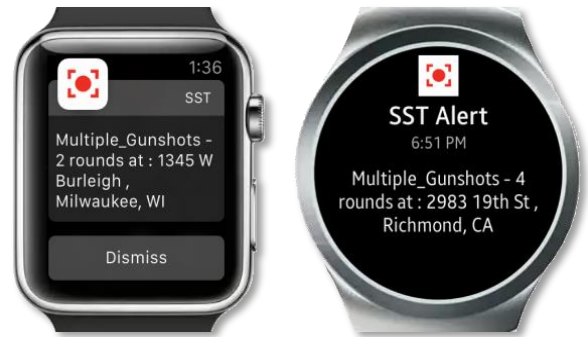 1:36
SST
Multiple_Gunshots -
2 rounds at : 1345 W
Burleigh ,
Milwaukee, WI
Dismiss
SST Alert
6:51 PM
Multiple_Gunshots - 4
rounds at : 2983 19th St ,
Richmond, CA